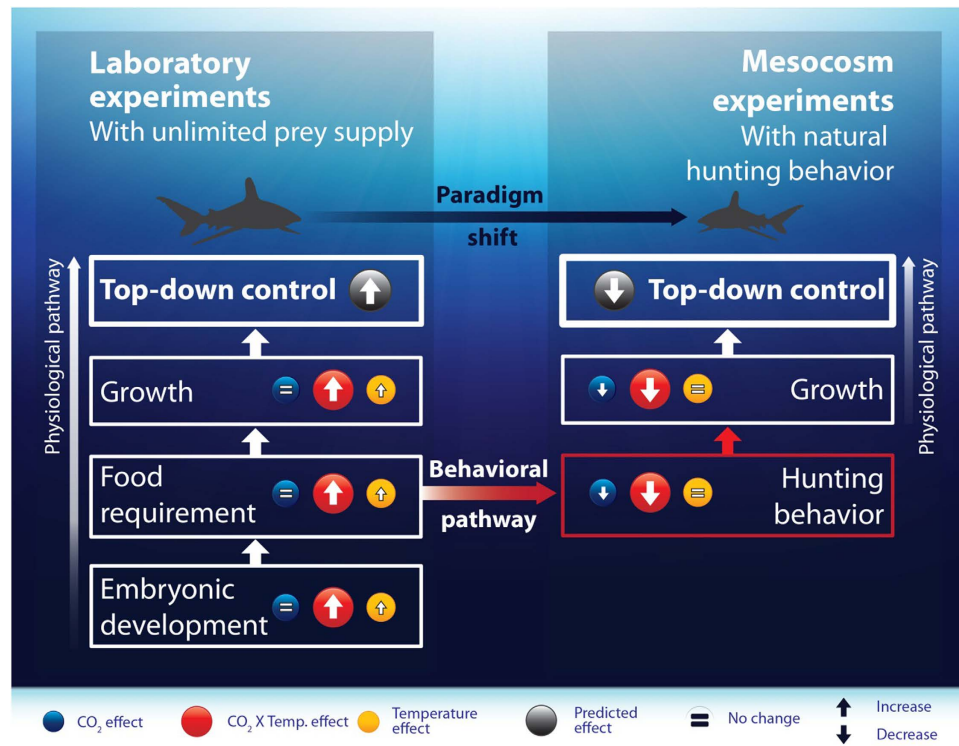 Laboratory
experiments
With unlimited prey supply
Mesocosm
experiments
With natural
hunting behavior
Paradigm
shift
Physiological pathway
Top-down control
Growth
Food
requirement
Embryonic
development
Behavioral
pathway
Top-down control
Growth
Hunting
behavior
Physiological pathway
CO₂ effect
CO₂ X Temp. effect
Temperature
effect
Predicted
effect
No change
Increase
Decrease